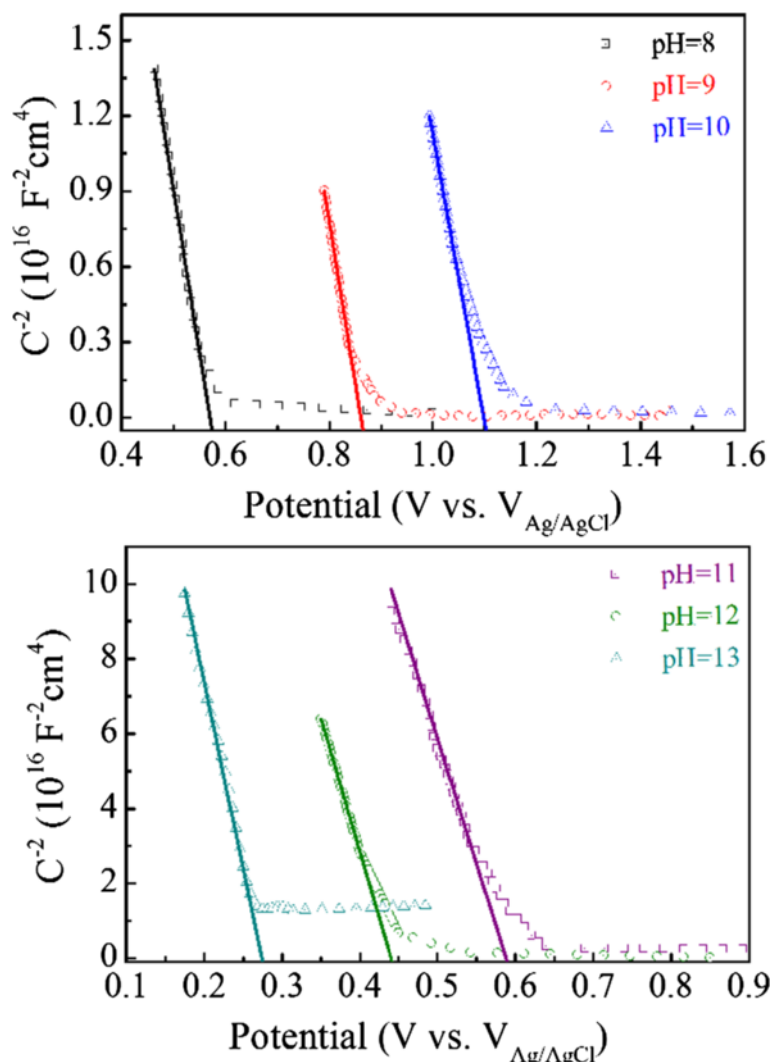 1.5
1.2
0.9
0.6
0.3
0.0
C⁻² (10¹⁶ F⁻²cm⁴)
pH=8
pH=9
pH=10
0.4 0.6 0.8 1.0 1.2 1.4 1.6
Potential (V vs. V_Ag/AgCl)
10
8
6
4
2
0
C⁻² (10¹⁶ F⁻²cm⁴)
pH=11
pH=12
pH=13
0.1 0.2 0.3 0.4 0.5 0.6 0.7 0.8 0.9
Potential (V vs. V_Ag/AgCl)